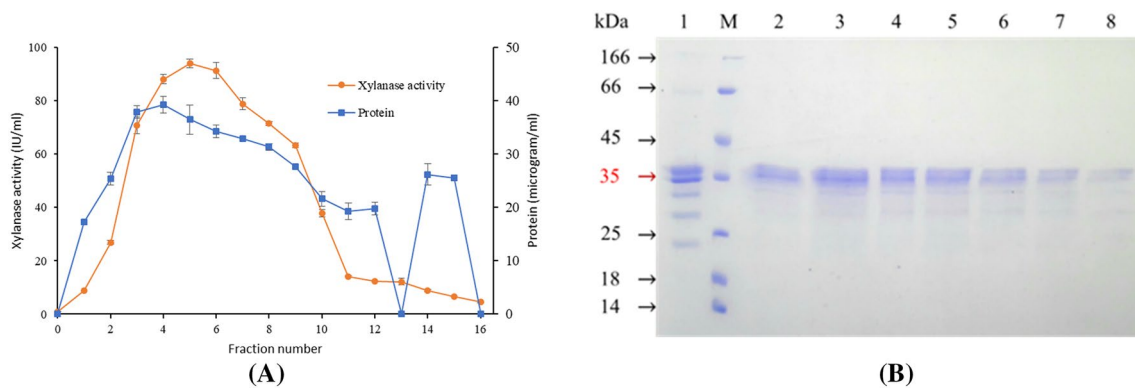 100
80
60
40
20
0
Xylanase activity (IU/ml)
Xylanase activity
Protein
50
40
30
20
10
0
Protein (microgram/ml)
0 2 4 6 8 10 12 14 16
Fraction number
(A)
kDa 1 M 2 3 4 5 6 7 8
166
66
45
35
25
18
14
(B)